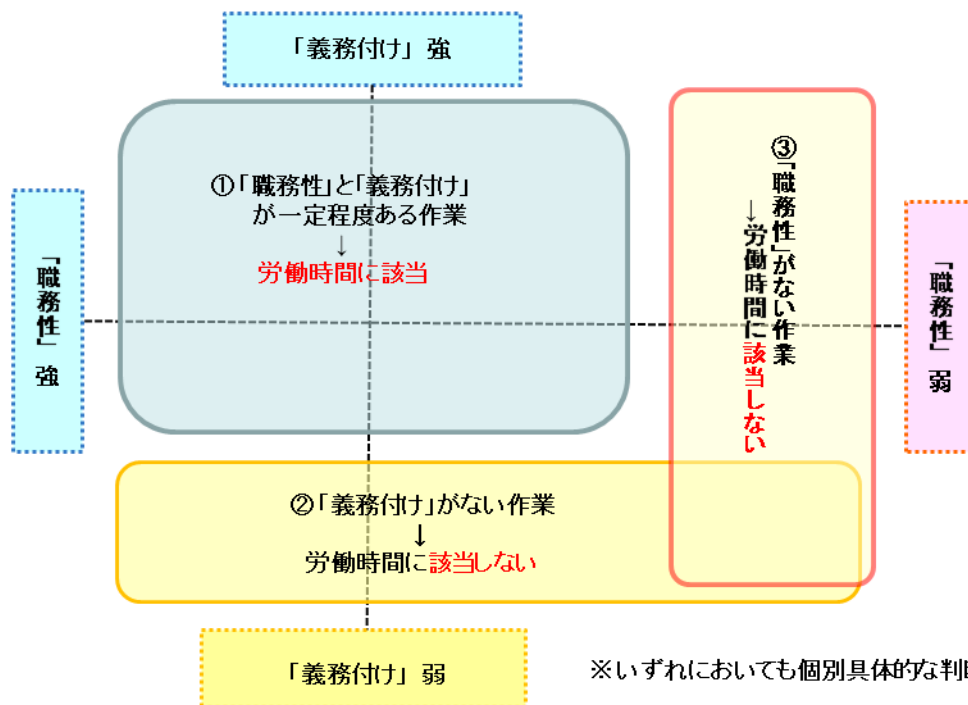 「義務付け」強
①「職務性」と「義務付け」
が一定程度ある作業
↓
労働時間に該当
③「職務性」がない作業
→労働時間に該当しない
「職務性」 強
「職務性」 弱
②「義務付け」がない作業
↓
労働時間に該当しない
「義務付け」弱
※いずれにおいても個別具体的な判